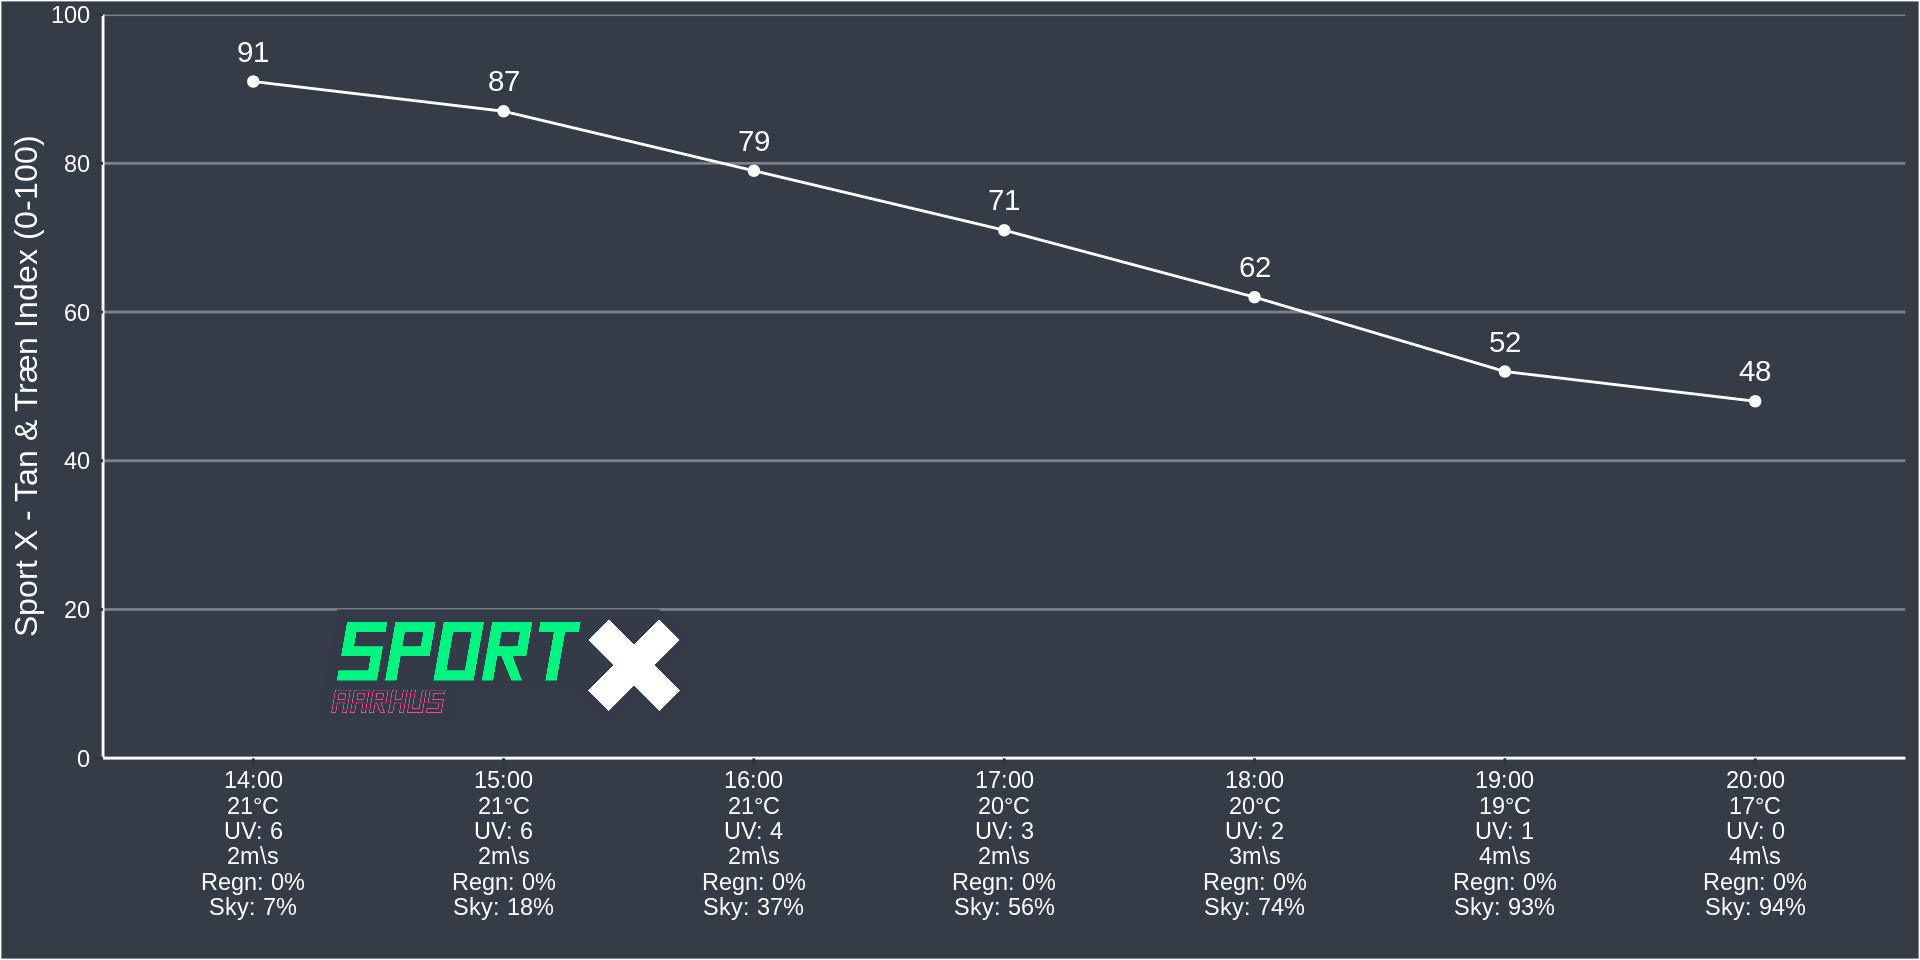 Sport X - Tan & Træn Index (0-100)
100
80
60
40
20
0
91
87
79
71
62
52
48
SPORT X
AARHUS
14:00 15:00 16:00 17:00 18:00 19:00 20:00
21°C 21°C 21°C 20°C 20°C 19°C 17°C
UV: 6 UV: 6 UV: 4 UV: 3 UV: 2 UV: 1 UV: 0
2m\s 2m\s 2m\s 2m\s 3m\s 4m\s 4m\s
Regn: 0% Regn: 0% Regn: 0% Regn: 0% Regn: 0% Regn: 0% Regn: 0%
Sky: 7% Sky: 18% Sky: 37% Sky: 56% Sky: 74% Sky: 93% Sky: 94%